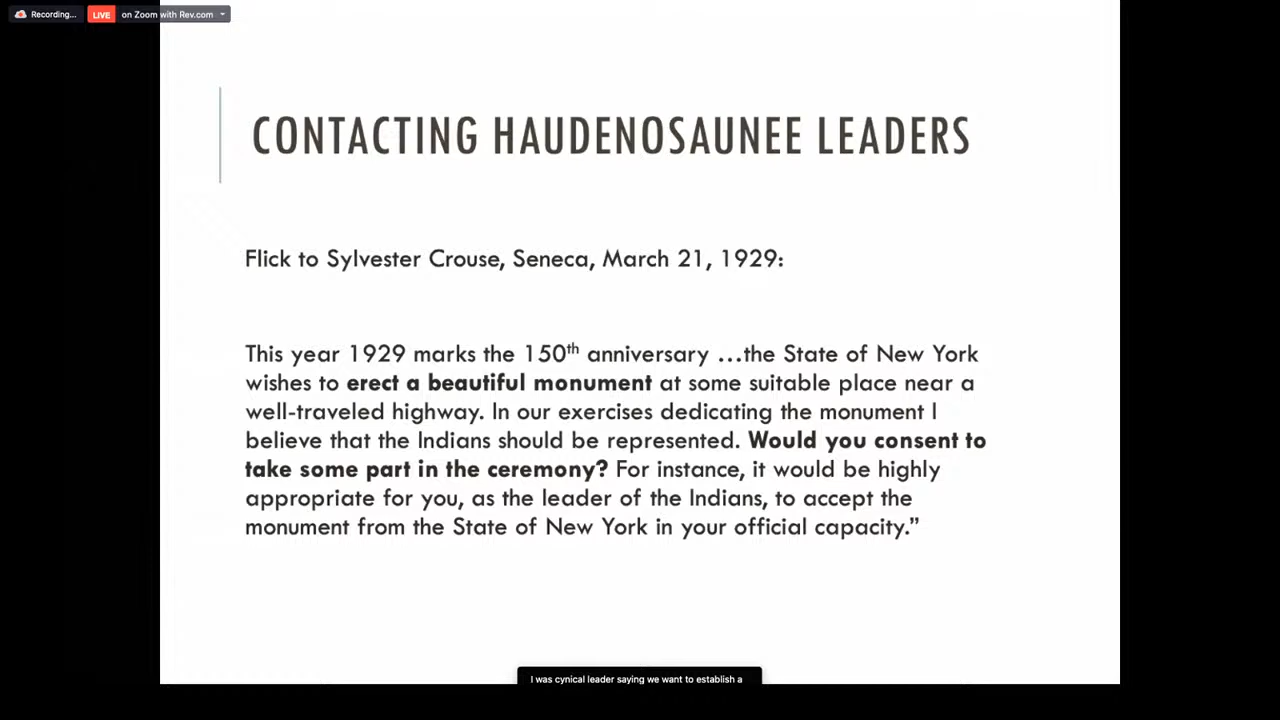 Recording...
LIVE on Zoom with Rev.com
CONTACTING HAUDENOSAUNEE LEADERS
Flick to Sylvester Crouse, Seneca, March 21, 1929:
This year 1929 marks the 150th anniversary …the State of New York
wishes to erect a beautiful monument at some suitable place near a
well-traveled highway. In our exercises dedicating the monument I
believe that the Indians should be represented. Would you consent to
take some part in the ceremony? For instance, it would be highly
appropriate for you, as the leader of the Indians, to accept the
monument from the State of New York in your official capacity.”
I was cynical leader saying we want to establish a